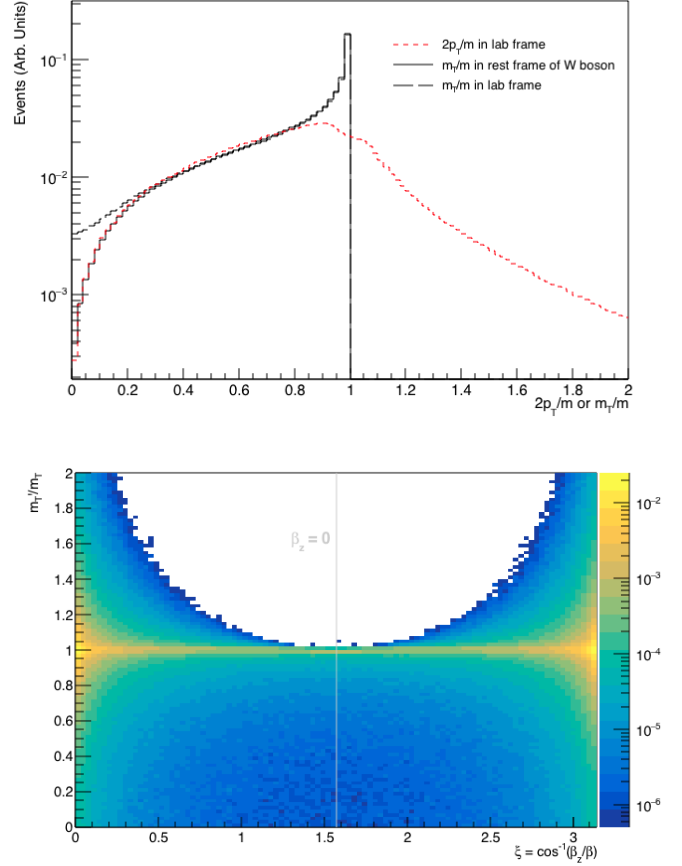 Events (Arb. Units)
10⁻¹
10⁻²
10⁻³
2p_T/m in lab frame
m_T/m in rest frame of W boson
m_T/m in lab frame
0 0.2 0.4 0.6 0.8 1 1.2 1.4 1.6 1.8 2
2p_T/m or m_T/m
m_T'/m_T
2
1.8
1.6
1.4
1.2
1
0.8
0.6
0.4
0.2
0
β_z = 0
10⁻²
10⁻³
10⁻⁴
10⁻⁵
10⁻⁶
0 0.5 1 1.5 2 2.5 3
ξ = cos⁻¹(β_z/β)